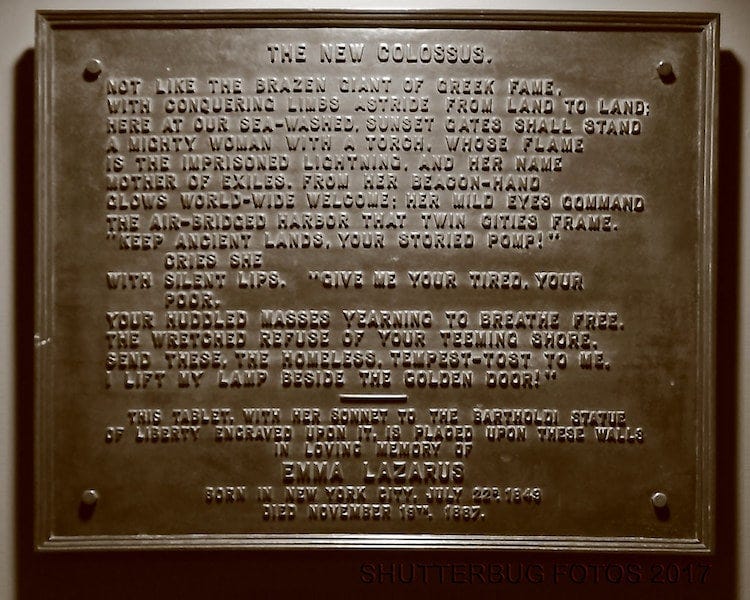 THE NEW COLOSSUS.
NOT LIKE THE BRAZEN GIANT OF GREEK FAME,
WITH CONQUERING LIMBS ASTRIDE FROM LAND TO LAND;
HERE AT OUR SEA-WASHED, SUNSET GATES SHALL STAND
A MIGHTY WOMAN WITH A TORCH, WHOSE FLAME
IS THE IMPRISONED LIGHTNING, AND HER NAME
MOTHER OF EXILES. FROM HER BEACON-HAND
GLOWS WORLD-WIDE WELCOME; HER MILD EYES COMMAND
THE AIR-BRIDGED HARBOR THAT TWIN CITIES FRAME.
"KEEP ANCIENT LANDS, YOUR STORIED POMP!"
CRIES SHE
WITH SILENT LIPS. "GIVE ME YOUR TIRED, YOUR
POOR,
YOUR HUDDLED MASSES YEARNING TO BREATHE FREE,
THE WRETCHED REFUSE OF YOUR TEEMING SHORE,
SEND THESE, THE HOMELESS, TEMPEST-TOST TO ME,
I LIFT MY LAMP BESIDE THE GOLDEN DOOR!"
THIS TABLET, WITH HER SONNET TO THE BARTHOLDI STATUE
OF LIBERTY ENGRAVED UPON IT, IS PLACED UPON THESE WALLS
IN LOVING MEMORY OF
EMMA LAZARUS
BORN IN NEW YORK CITY, JULY 22D, 1849
DIED NOVEMBER 19TH, 1887.
SHUTTERBUG FOTOS 2017